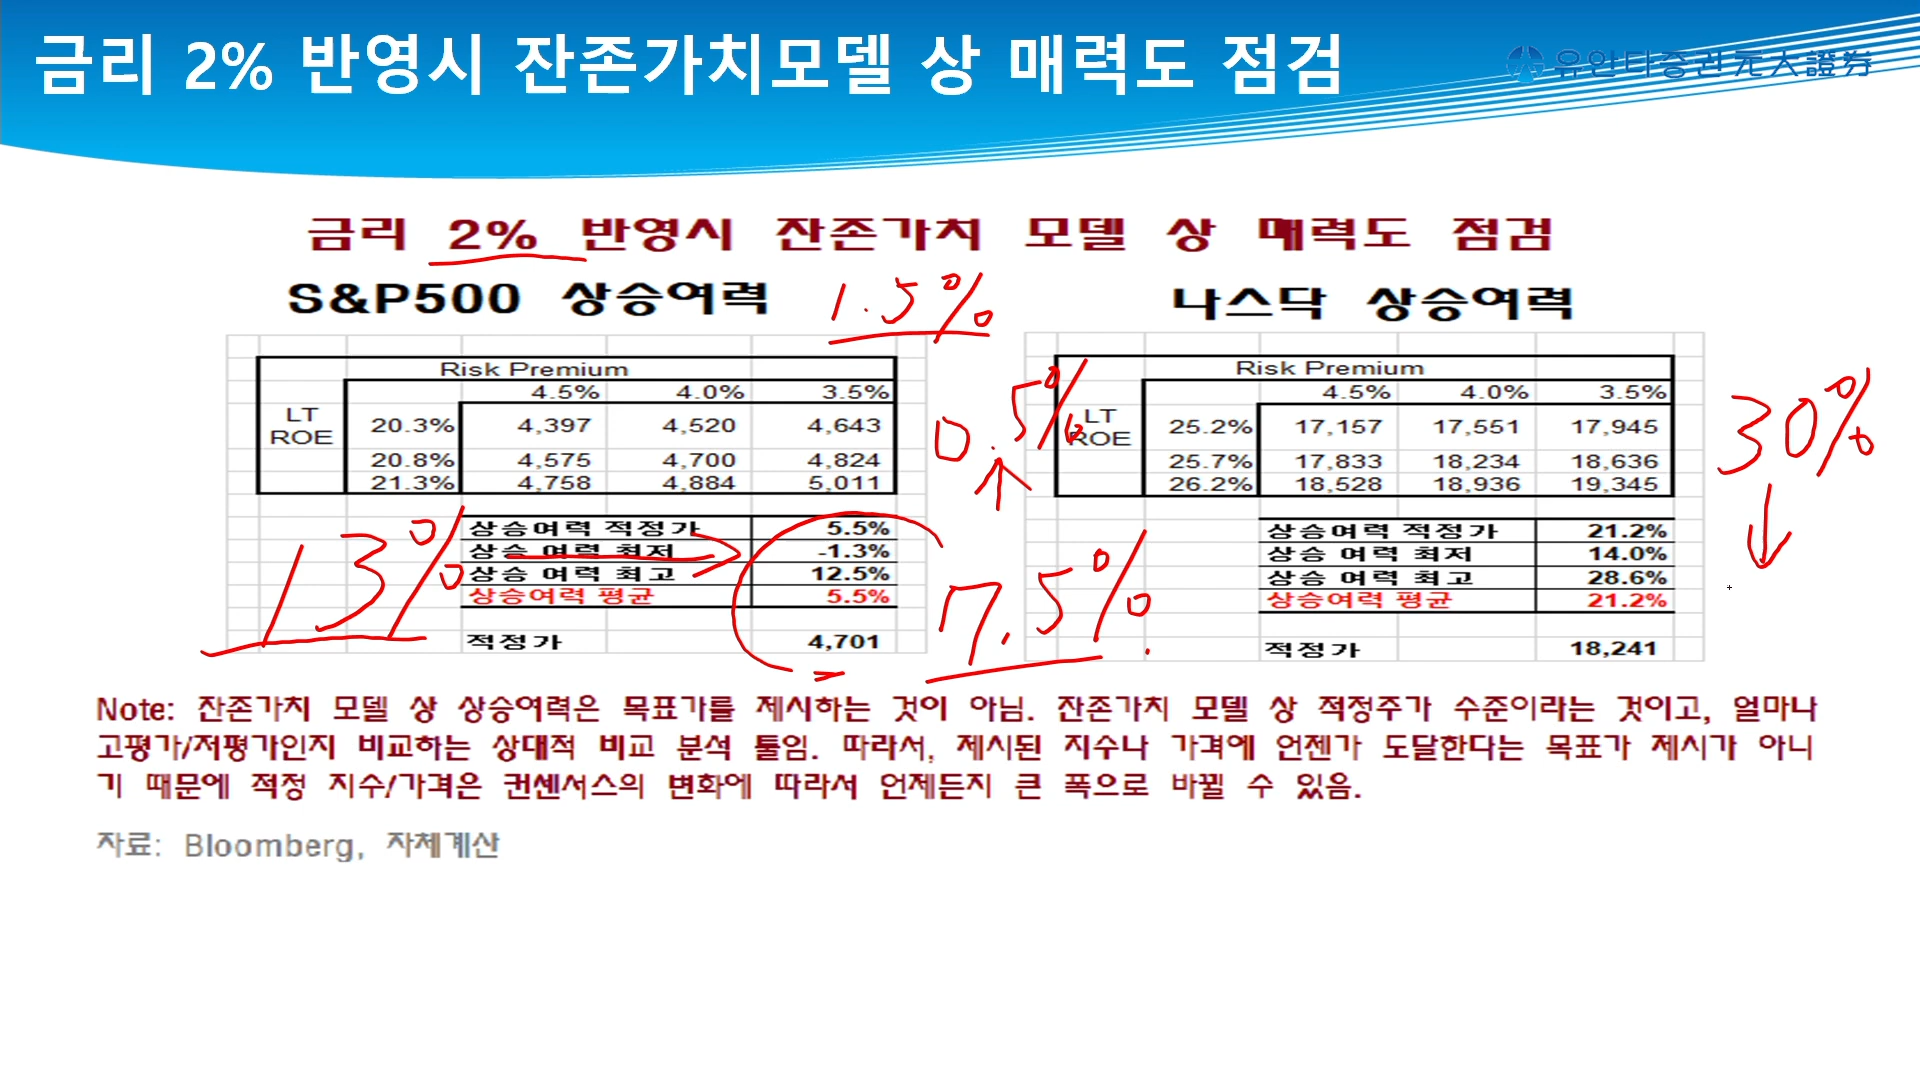 금리 2% 반영시 잔존가치모델 상 매력도 점검
유안타증권 元大證券
금리 2% 반영시 잔존가치 모델 상 매력도 점검
S&P500 상승여력
1.5%
나스닥 상승여력
Risk Premium
4.5% 4.0% 3.5%
LT ROE
20.3% 4,397 4,520 4,643
20.8% 4,575 4,700 4,824
21.3% 4,758 4,884 5,011
상승여력 적정가 5.5%
상승 여력 최저 -1.3%
상승 여력 최고 12.5%
상승여력 평균 5.5%
적정가 4,701
13%
0.5%
7.5%
Risk Premium
4.5% 4.0% 3.5%
LT ROE
25.2% 17,157 17,551 17,945
25.7% 17,833 18,234 18,636
26.2% 18,528 18,936 19,345
상승여력 적정가 21.2%
상승 여력 최저 14.0%
상승 여력 최고 28.6%
상승여력 평균 21.2%
적정가 18,241
30%
Note: 잔존가치 모델 상 상승여력은 목표가를 제시하는 것이 아님. 잔존가치 모델 상 적정주가 수준이라는 것이고, 얼마나
고평가/저평가인지 비교하는 상대적 비교 분석 툴임. 따라서, 제시된 지수나 가격에 언젠가 도달한다는 목표가 제시가 아니
기 때문에 적정 지수/가격은 컨센서스의 변화에 따라서 언제든지 큰 폭으로 바뀔 수 있음.
자료: Bloomberg, 자체계산